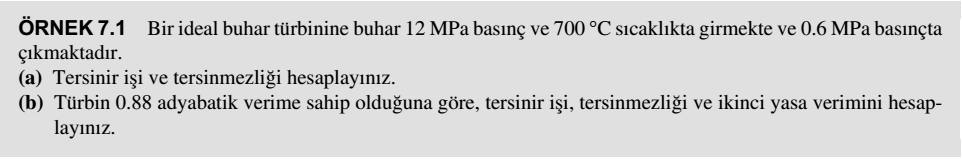 ÖRNEK 7.1 Bir ideal buhar türbinine buhar 12 MPa basınç ve 700 °C sıcaklıkta girmekte ve 0.6 MPa basınçta
çıkmaktadır.
(a) Tersinir işi ve tersinmezliği hesaplayınız.
(b) Türbin 0.88 adyabatik verime sahip olduğuna göre, tersinir işi, tersinmezliği ve ikinci yasa verimini hesap-
layınız.